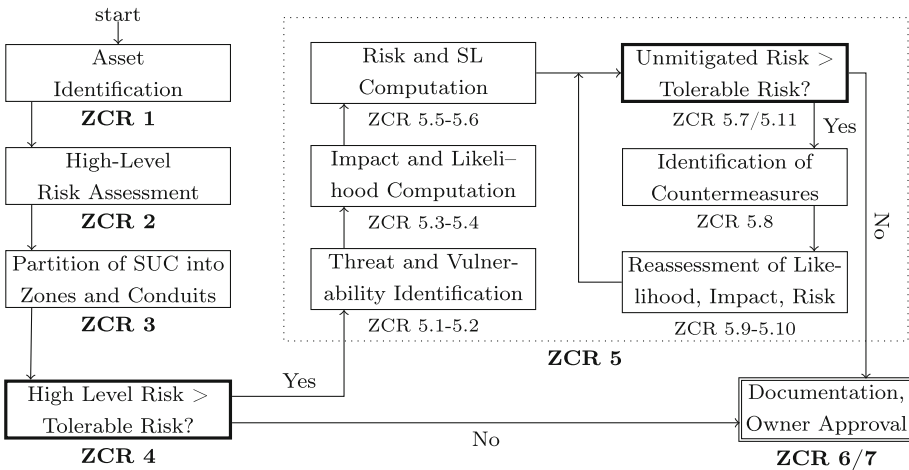 start
Asset
Identification
ZCR 1
High-Level
Risk Assessment
ZCR 2
Partition of SUC into
Zones and Conduits
ZCR 3
High Level Risk >
Tolerable Risk?
ZCR 4
Yes
No
Risk and SL
Computation
ZCR 5.5-5.6
Impact and Likeli–
hood Computation
ZCR 5.3-5.4
Threat and Vulner-
ability Identification
ZCR 5.1-5.2
Unmitigated Risk >
Tolerable Risk?
ZCR 5.7/5.11
Yes
Identification of
Countermeasures
ZCR 5.8
No
Reassessment of Like-
lihood, Impact, Risk
ZCR 5.9-5.10
ZCR 5
Documentation,
Owner Approval
ZCR 6/7